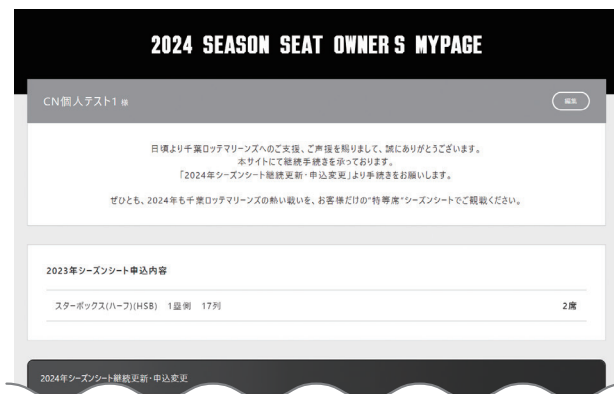 2024 SEASON SEAT OWNER S MYPAGE
CN個人テスト1 様
編集
日頃より千葉ロッテマリーンズへのご支援、ご声援を賜りまして、誠にありがとうございます。
本サイトにて継続手続きを承っております。
「2024年シーズンシート継続更新・申込変更」より手続きをお願いします。
ぜひとも、2024年も千葉ロッテマリーンズの熱い戦いを、お客様だけの“特等席”シーズンシートでご観戦ください。
2023年シーズンシート申込内容
スターボックス(ハーフ)(HSB) 1塁側 17列 2席
2024年シーズンシート継続更新・申込変更